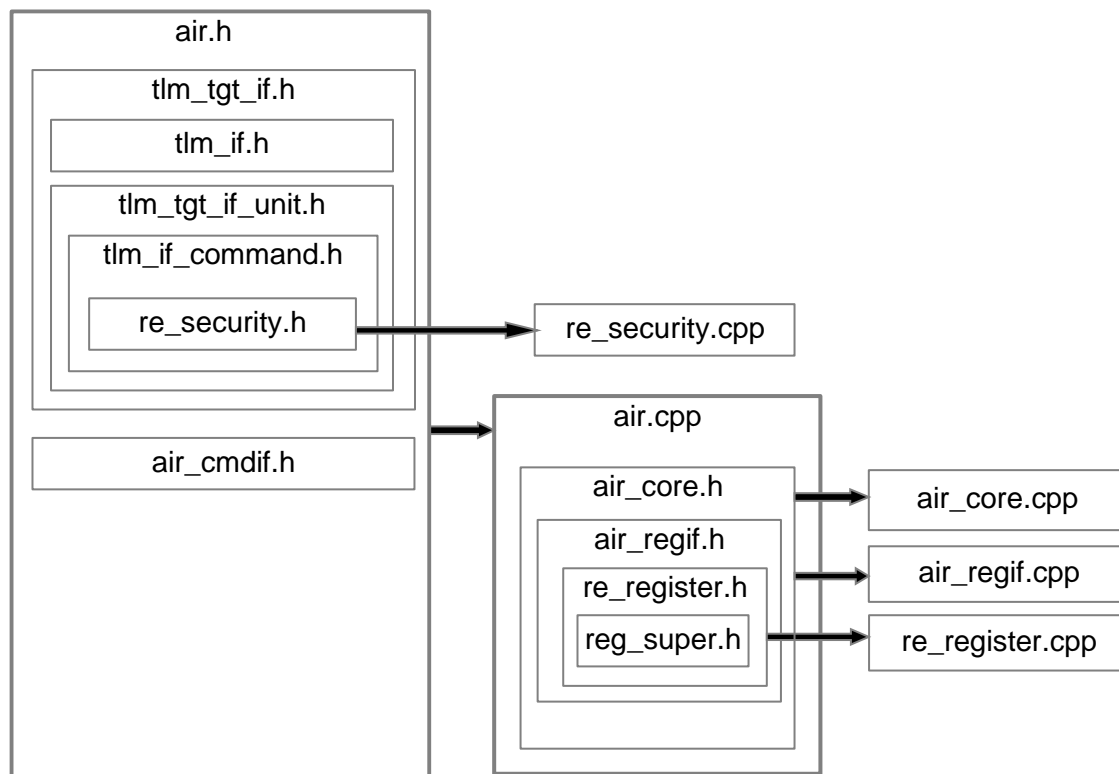 air.h
tlm_tgt_if.h
tlm_if.h
tlm_tgt_if_unit.h
tlm_if_command.h
re_security.h
re_security.cpp
air_cmdif.h
air.cpp
air_core.h
air_regif.h
re_register.h
reg_super.h
air_core.cpp
air_regif.cpp
re_register.cpp